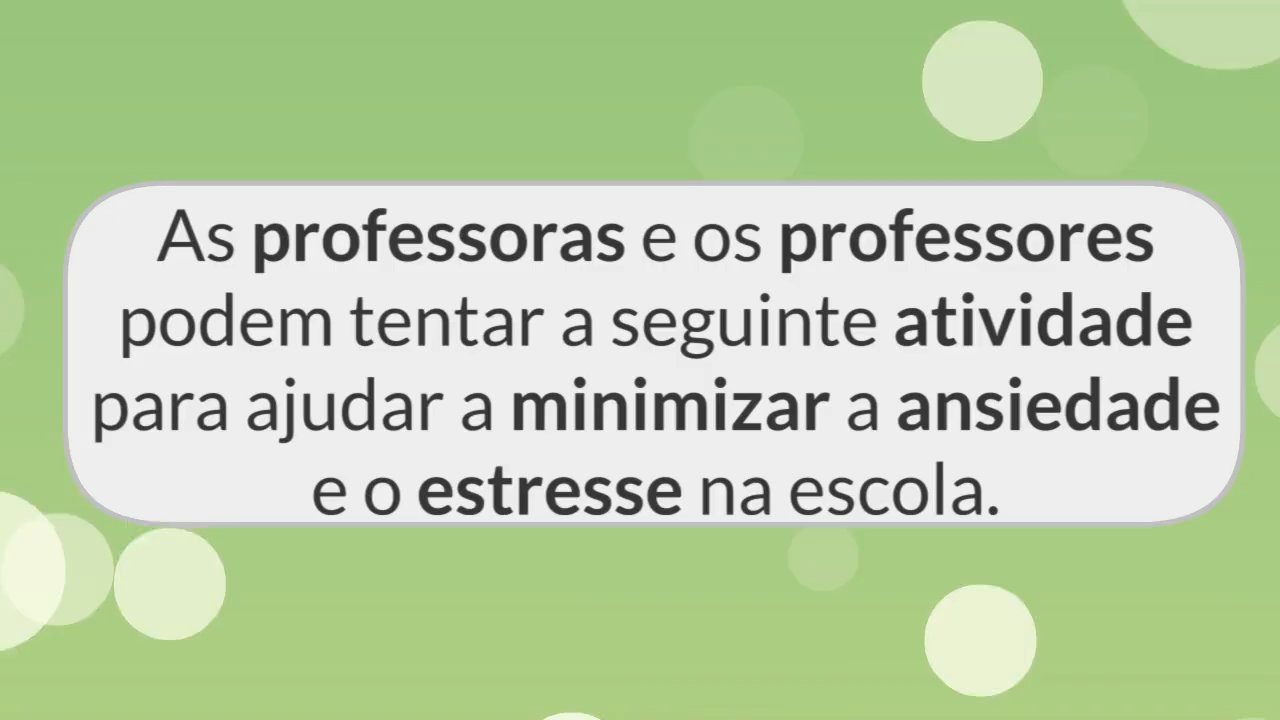 As professoras e os professores
podem tentar a seguinte atividade
para ajudar a minimizar a ansiedade
e o estresse na escola.